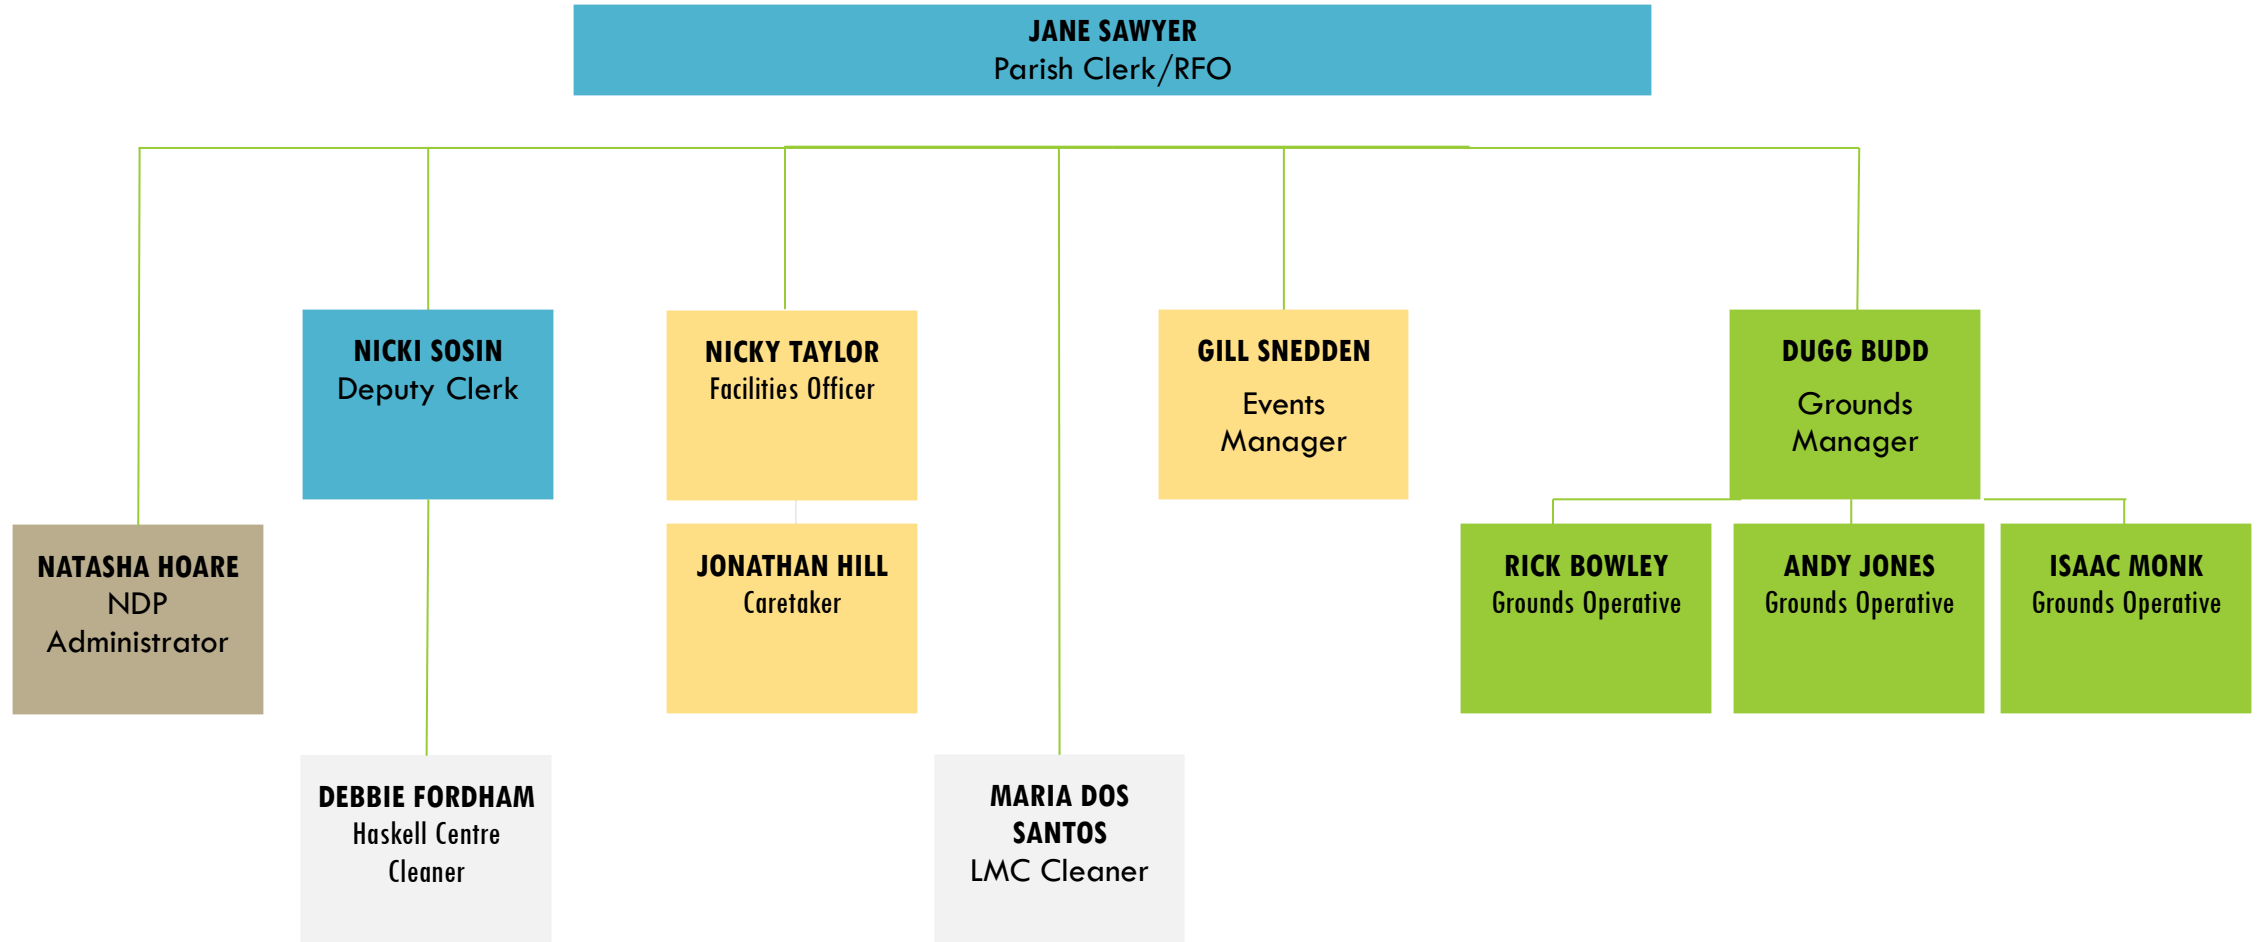 JANE SAWYER
Parish Clerk/RFO
NICKI SOSIN
Deputy Clerk
NICKY TAYLOR
Facilities Officer
GILL SNEDDEN
Events
Manager
DUGG BUDD
Grounds
Manager
NATASHA HOARE
NDP
Administrator
JONATHAN HILL
Caretaker
RICK BOWLEY
Grounds Operative
ANDY JONES
Grounds Operative
ISAAC MONK
Grounds Operative
DEBBIE FORDHAM
Haskell Centre
Cleaner
MARIA DOS
SANTOS
LMC Cleaner